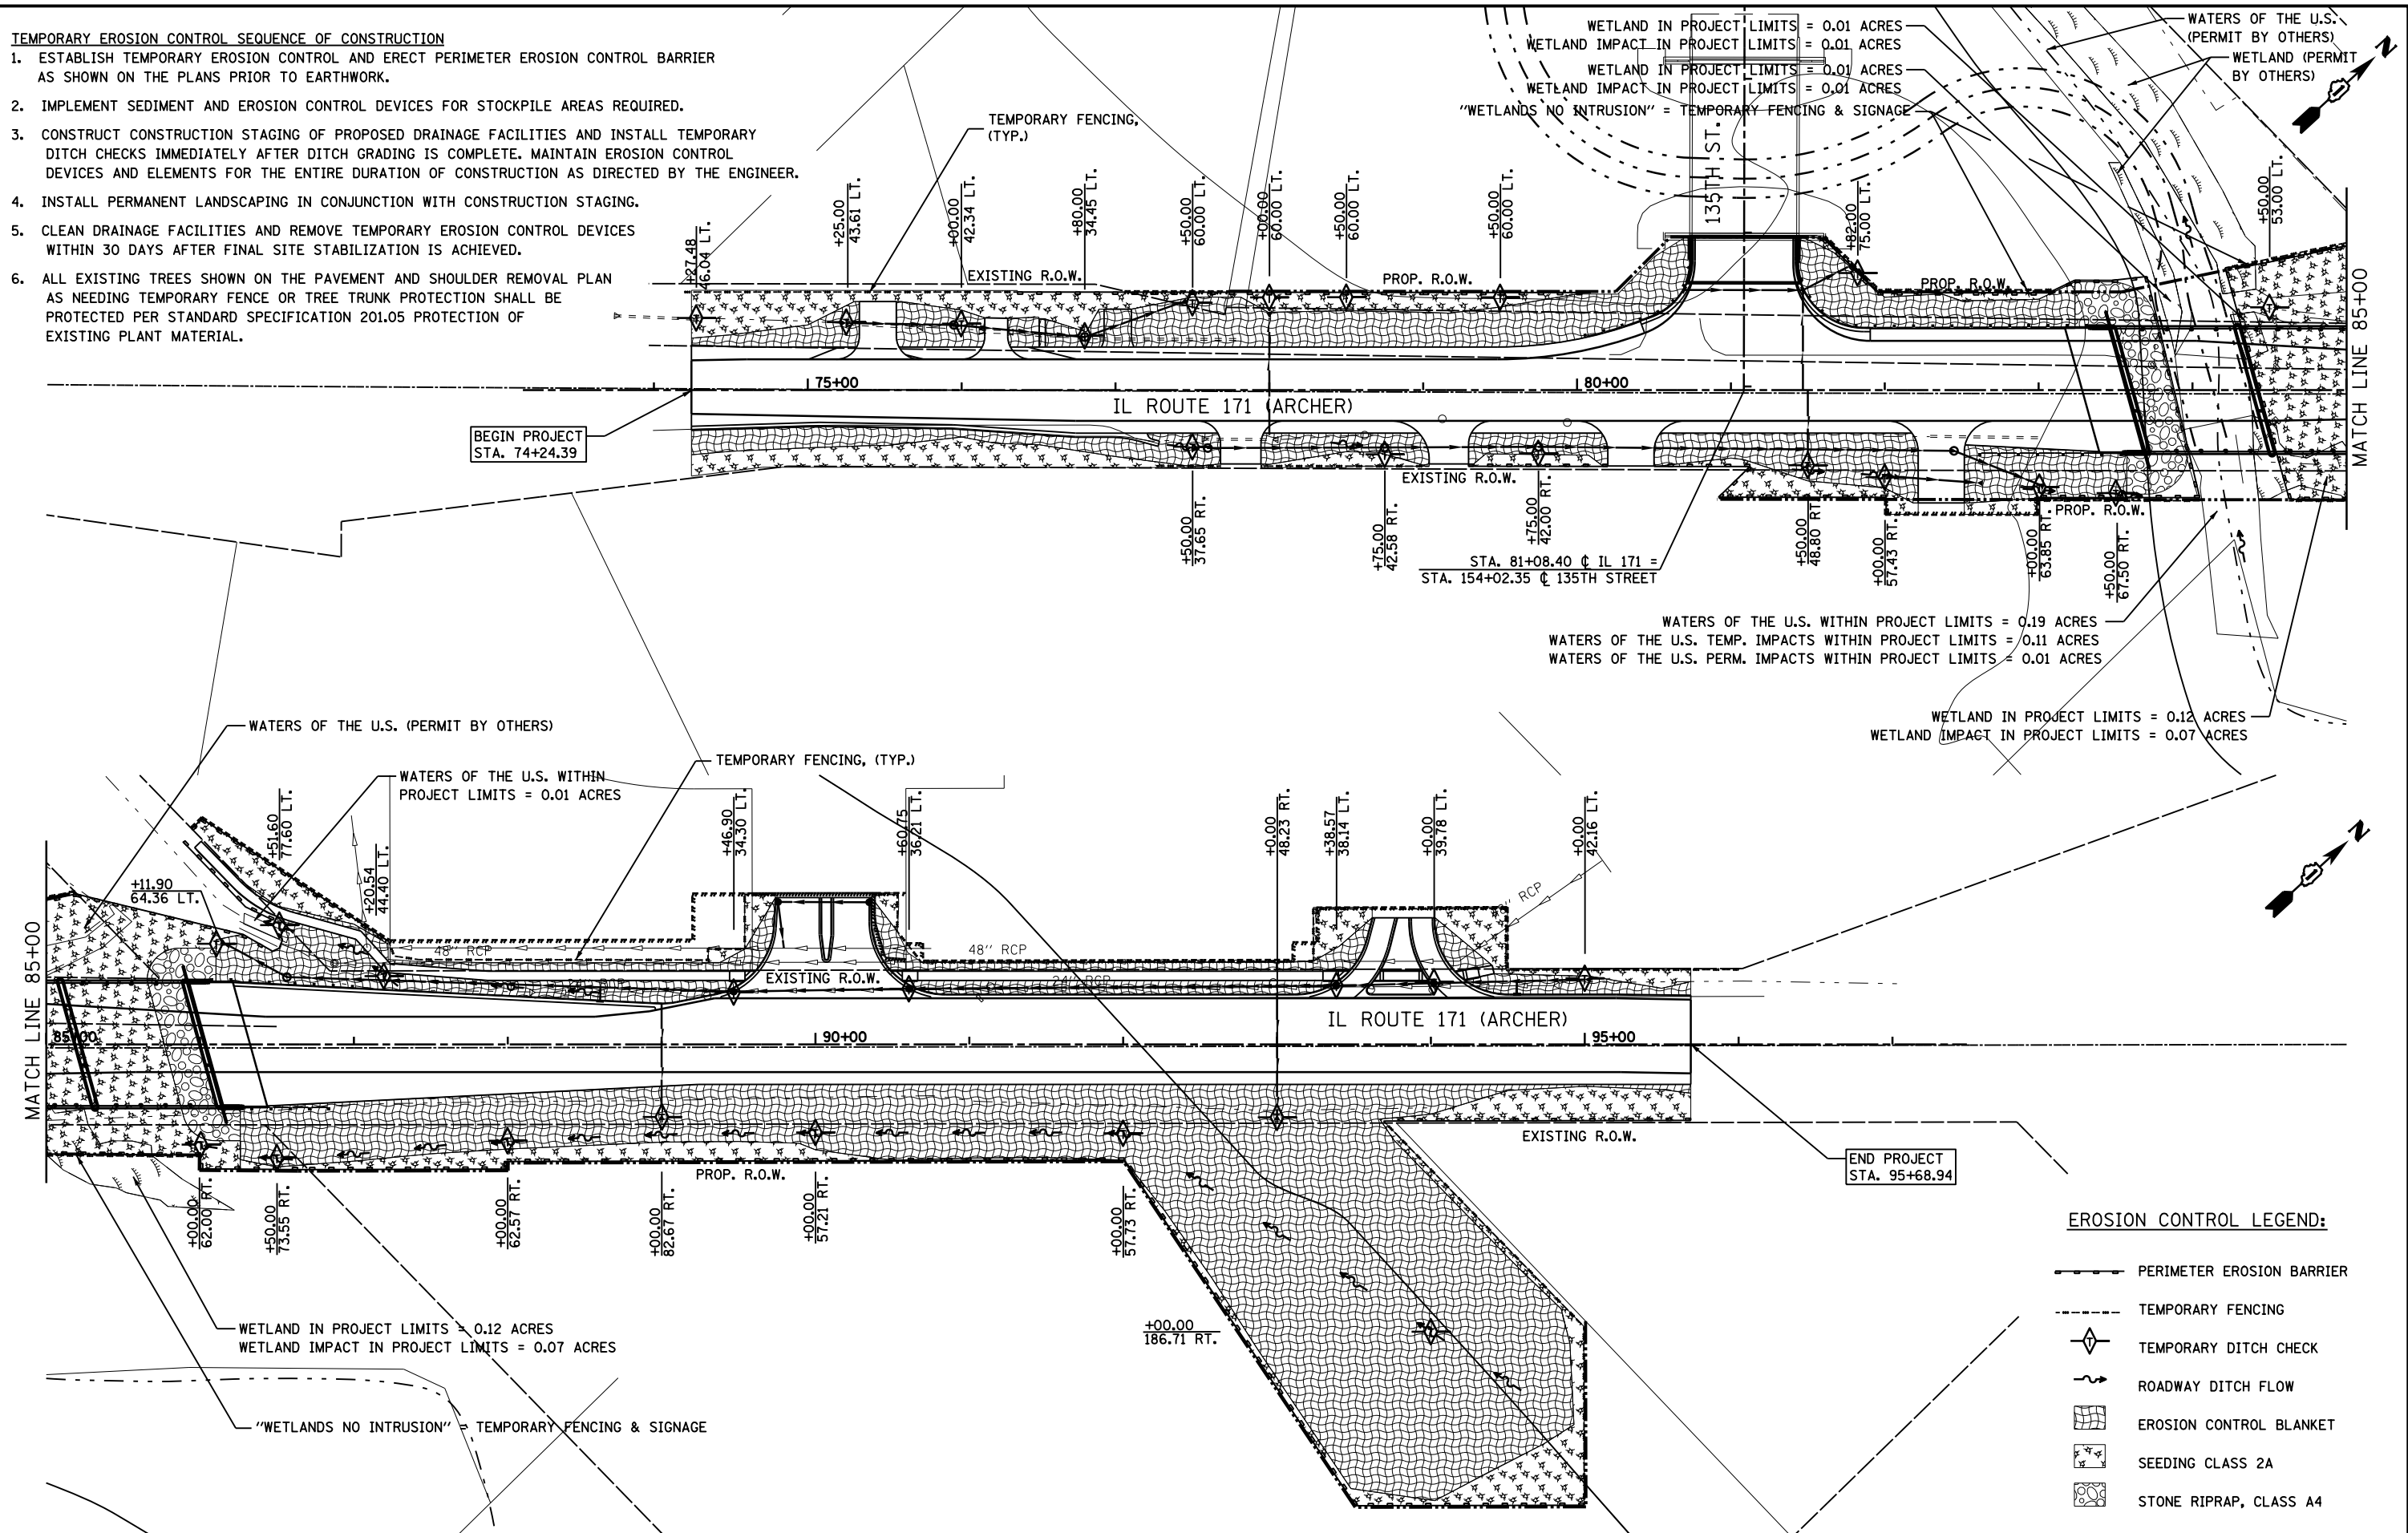 TEMPORARY EROSION CONTROL SEQUENCE OF CONSTRUCTION
1. ESTABLISH TEMPORARY EROSION CONTROL AND ERECT PERIMETER EROSION CONTROL BARRIER
AS SHOWN ON THE PLANS PRIOR TO EARTHWORK.
2. IMPLEMENT SEDIMENT AND EROSION CONTROL DEVICES FOR STOCKPILE AREAS REQUIRED.
3. CONSTRUCT CONSTRUCTION STAGING OF PROPOSED DRAINAGE FACILITIES AND INSTALL TEMPORARY
DITCH CHECKS IMMEDIATELY AFTER DITCH GRADING IS COMPLETE. MAINTAIN EROSION CONTROL
DEVICES AND ELEMENTS FOR THE ENTIRE DURATION OF CONSTRUCTION AS DIRECTED BY THE ENGINEER.
4. INSTALL PERMANENT LANDSCAPING IN CONJUNCTION WITH CONSTRUCTION STAGING.
5. CLEAN DRAINAGE FACILITIES AND REMOVE TEMPORARY EROSION CONTROL DEVICES
WITHIN 30 DAYS AFTER FINAL SITE STABILIZATION IS ACHIEVED.
6. ALL EXISTING TREES SHOWN ON THE PAVEMENT AND SHOULDER REMOVAL PLAN
AS NEEDING TEMPORARY FENCE OR TREE TRUNK PROTECTION SHALL BE
PROTECTED PER STANDARD SPECIFICATION 201.05 PROTECTION OF
EXISTING PLANT MATERIAL.
WETLAND IN PROJECT LIMITS = 0.01 ACRES
WETLAND IMPACT IN PROJECT LIMITS = 0.01 ACRES
WETLAND IN PROJECT LIMITS = 0.01 ACRES
WETLAND IMPACT IN PROJECT LIMITS = 0.01 ACRES
"WETLANDS NO INTRUSION" = TEMPORARY FENCING & SIGNAGE
WATERS OF THE U.S.
(PERMIT BY OTHERS)
WETLAND (PERMIT
BY OTHERS)
N
TEMPORARY FENCING,
(TYP.)
135TH ST.
+27.48
46.04 LT.
+25.00
43.61 LT.
+00.00
42.34 LT.
+80.00
34.45 LT.
+50.00
60.00 LT.
+00.00
60.00 LT.
+50.00
60.00 LT.
+50.00
60.00 LT.
+82.00
75.00 LT.
+50.00
53.00 LT.
EXISTING R.O.W.
PROP. R.O.W.
PROP. R.O.W.
75+00
80+00
IL ROUTE 171 (ARCHER)
MATCH LINE 85+00
BEGIN PROJECT
STA. 74+24.39
EXISTING R.O.W.
PROP. R.O.W.
+50.00
37.65 RT.
+75.00
42.58 RT.
+75.00
42.00 RT.
+50.00
48.80 RT.
+00.00
57.43 RT.
+00.00
63.85 RT.
+50.00
67.50 RT.
STA. 81+08.40 ℄ IL 171 =
STA. 154+02.35 ℄ 135TH STREET
WATERS OF THE U.S. WITHIN PROJECT LIMITS = 0.19 ACRES
WATERS OF THE U.S. TEMP. IMPACTS WITHIN PROJECT LIMITS = 0.11 ACRES
WATERS OF THE U.S. PERM. IMPACTS WITHIN PROJECT LIMITS = 0.01 ACRES
WETLAND IN PROJECT LIMITS = 0.12 ACRES
WETLAND IMPACT IN PROJECT LIMITS = 0.07 ACRES
WATERS OF THE U.S. (PERMIT BY OTHERS)
WATERS OF THE U.S. WITHIN
PROJECT LIMITS = 0.01 ACRES
TEMPORARY FENCING, (TYP.)
N
+11.90
64.36 LT.
+51.60
77.60 LT.
+20.54
44.40 LT.
+46.90
34.30 LT.
+60.75
36.21 LT.
+0.00
48.23 RT.
+38.57
38.14 LT.
+0.00
39.78 LT.
+0.00
42.16 LT.
48" RCP
48" RCP
24" RCP
EXISTING R.O.W.
IL ROUTE 171 (ARCHER)
MATCH LINE 85+00
85+00
90+00
95+00
EXISTING R.O.W.
PROP. R.O.W.
END PROJECT
STA. 95+68.94
+00.00
62.00 RT.
+50.00
73.55 RT.
+00.00
62.57 RT.
+00.00
82.67 RT.
+00.00
57.21 RT.
+00.00
57.73 RT.
+00.00
186.71 RT.
WETLAND IN PROJECT LIMITS = 0.12 ACRES
WETLAND IMPACT IN PROJECT LIMITS = 0.07 ACRES
"WETLANDS NO INTRUSION" = TEMPORARY FENCING & SIGNAGE
EROSION CONTROL LEGEND:
PERIMETER EROSION BARRIER
TEMPORARY FENCING
T TEMPORARY DITCH CHECK
ROADWAY DITCH FLOW
EROSION CONTROL BLANKET
SEEDING CLASS 2A
STONE RIPRAP, CLASS A4